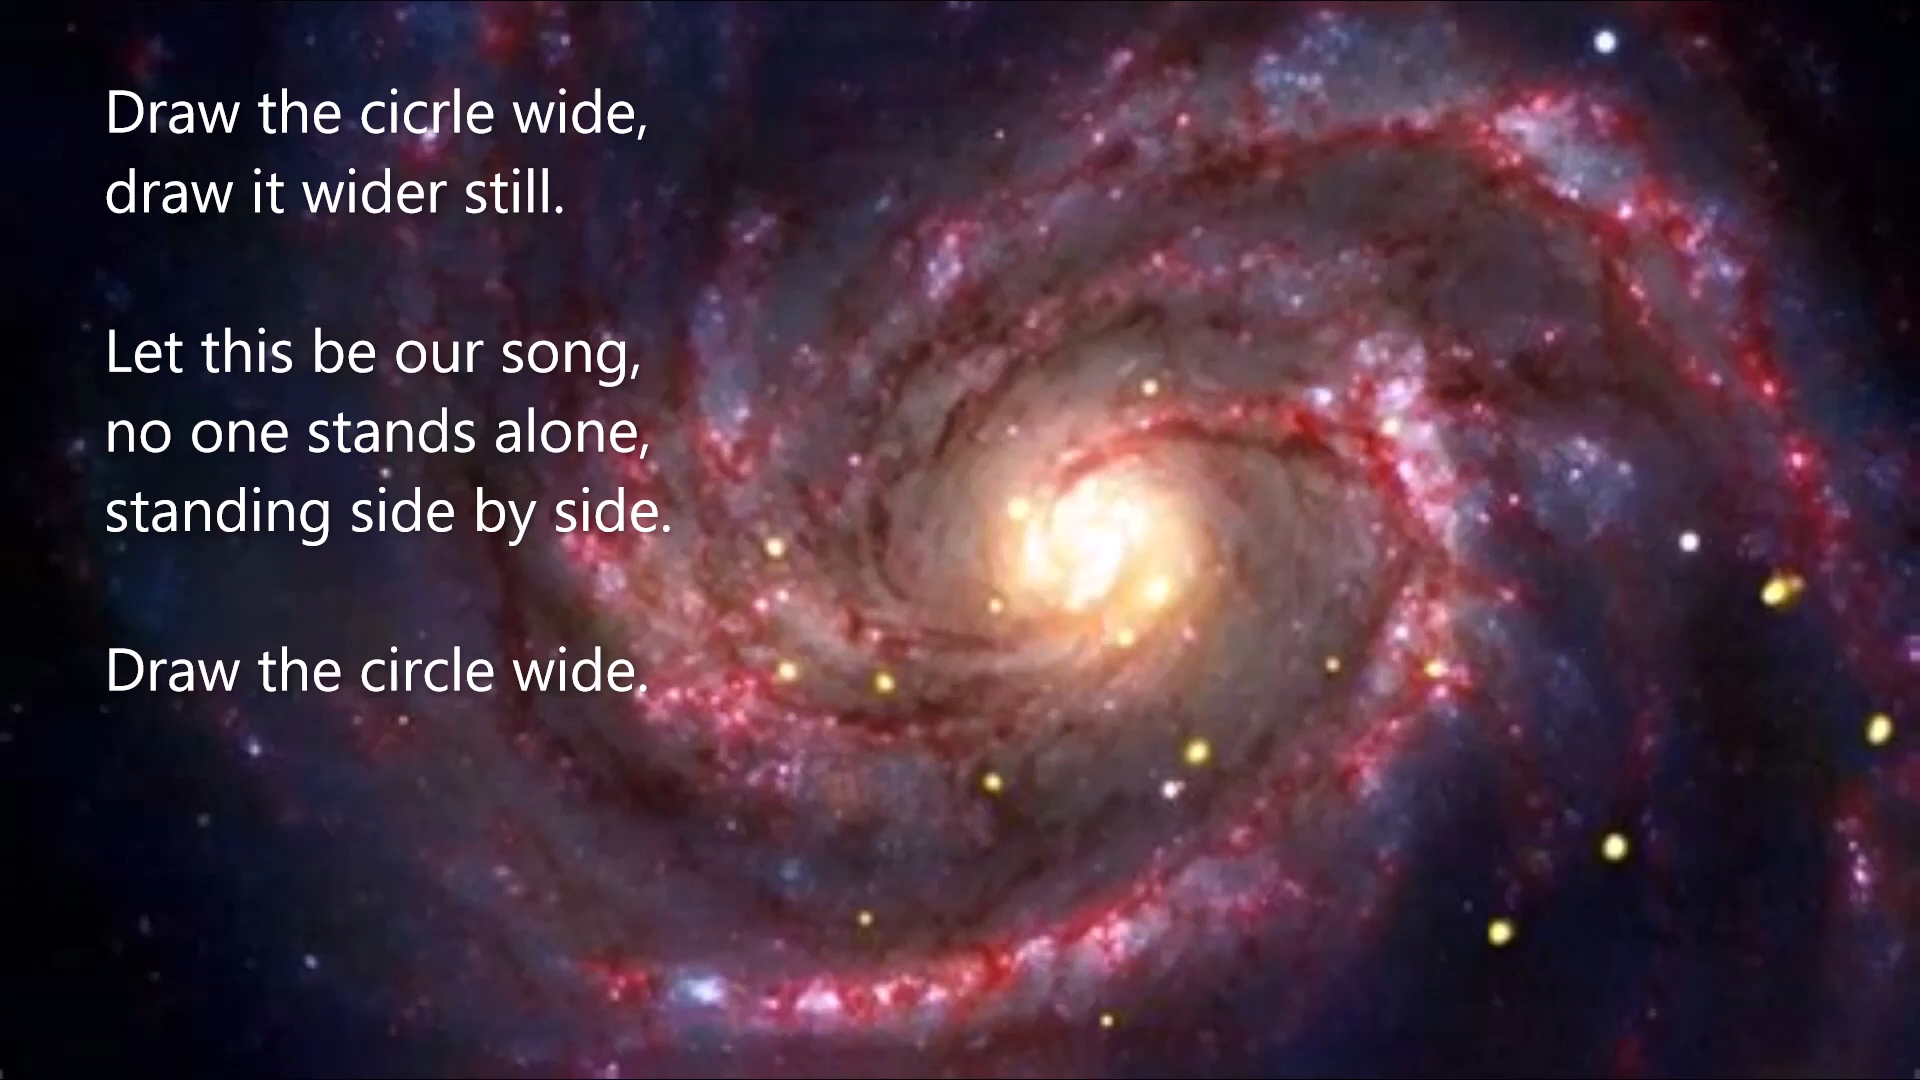 Draw the cicrle wide,
draw it wider still.
Let this be our song,
no one stands alone,
standing side by side.
Draw the circle wide.